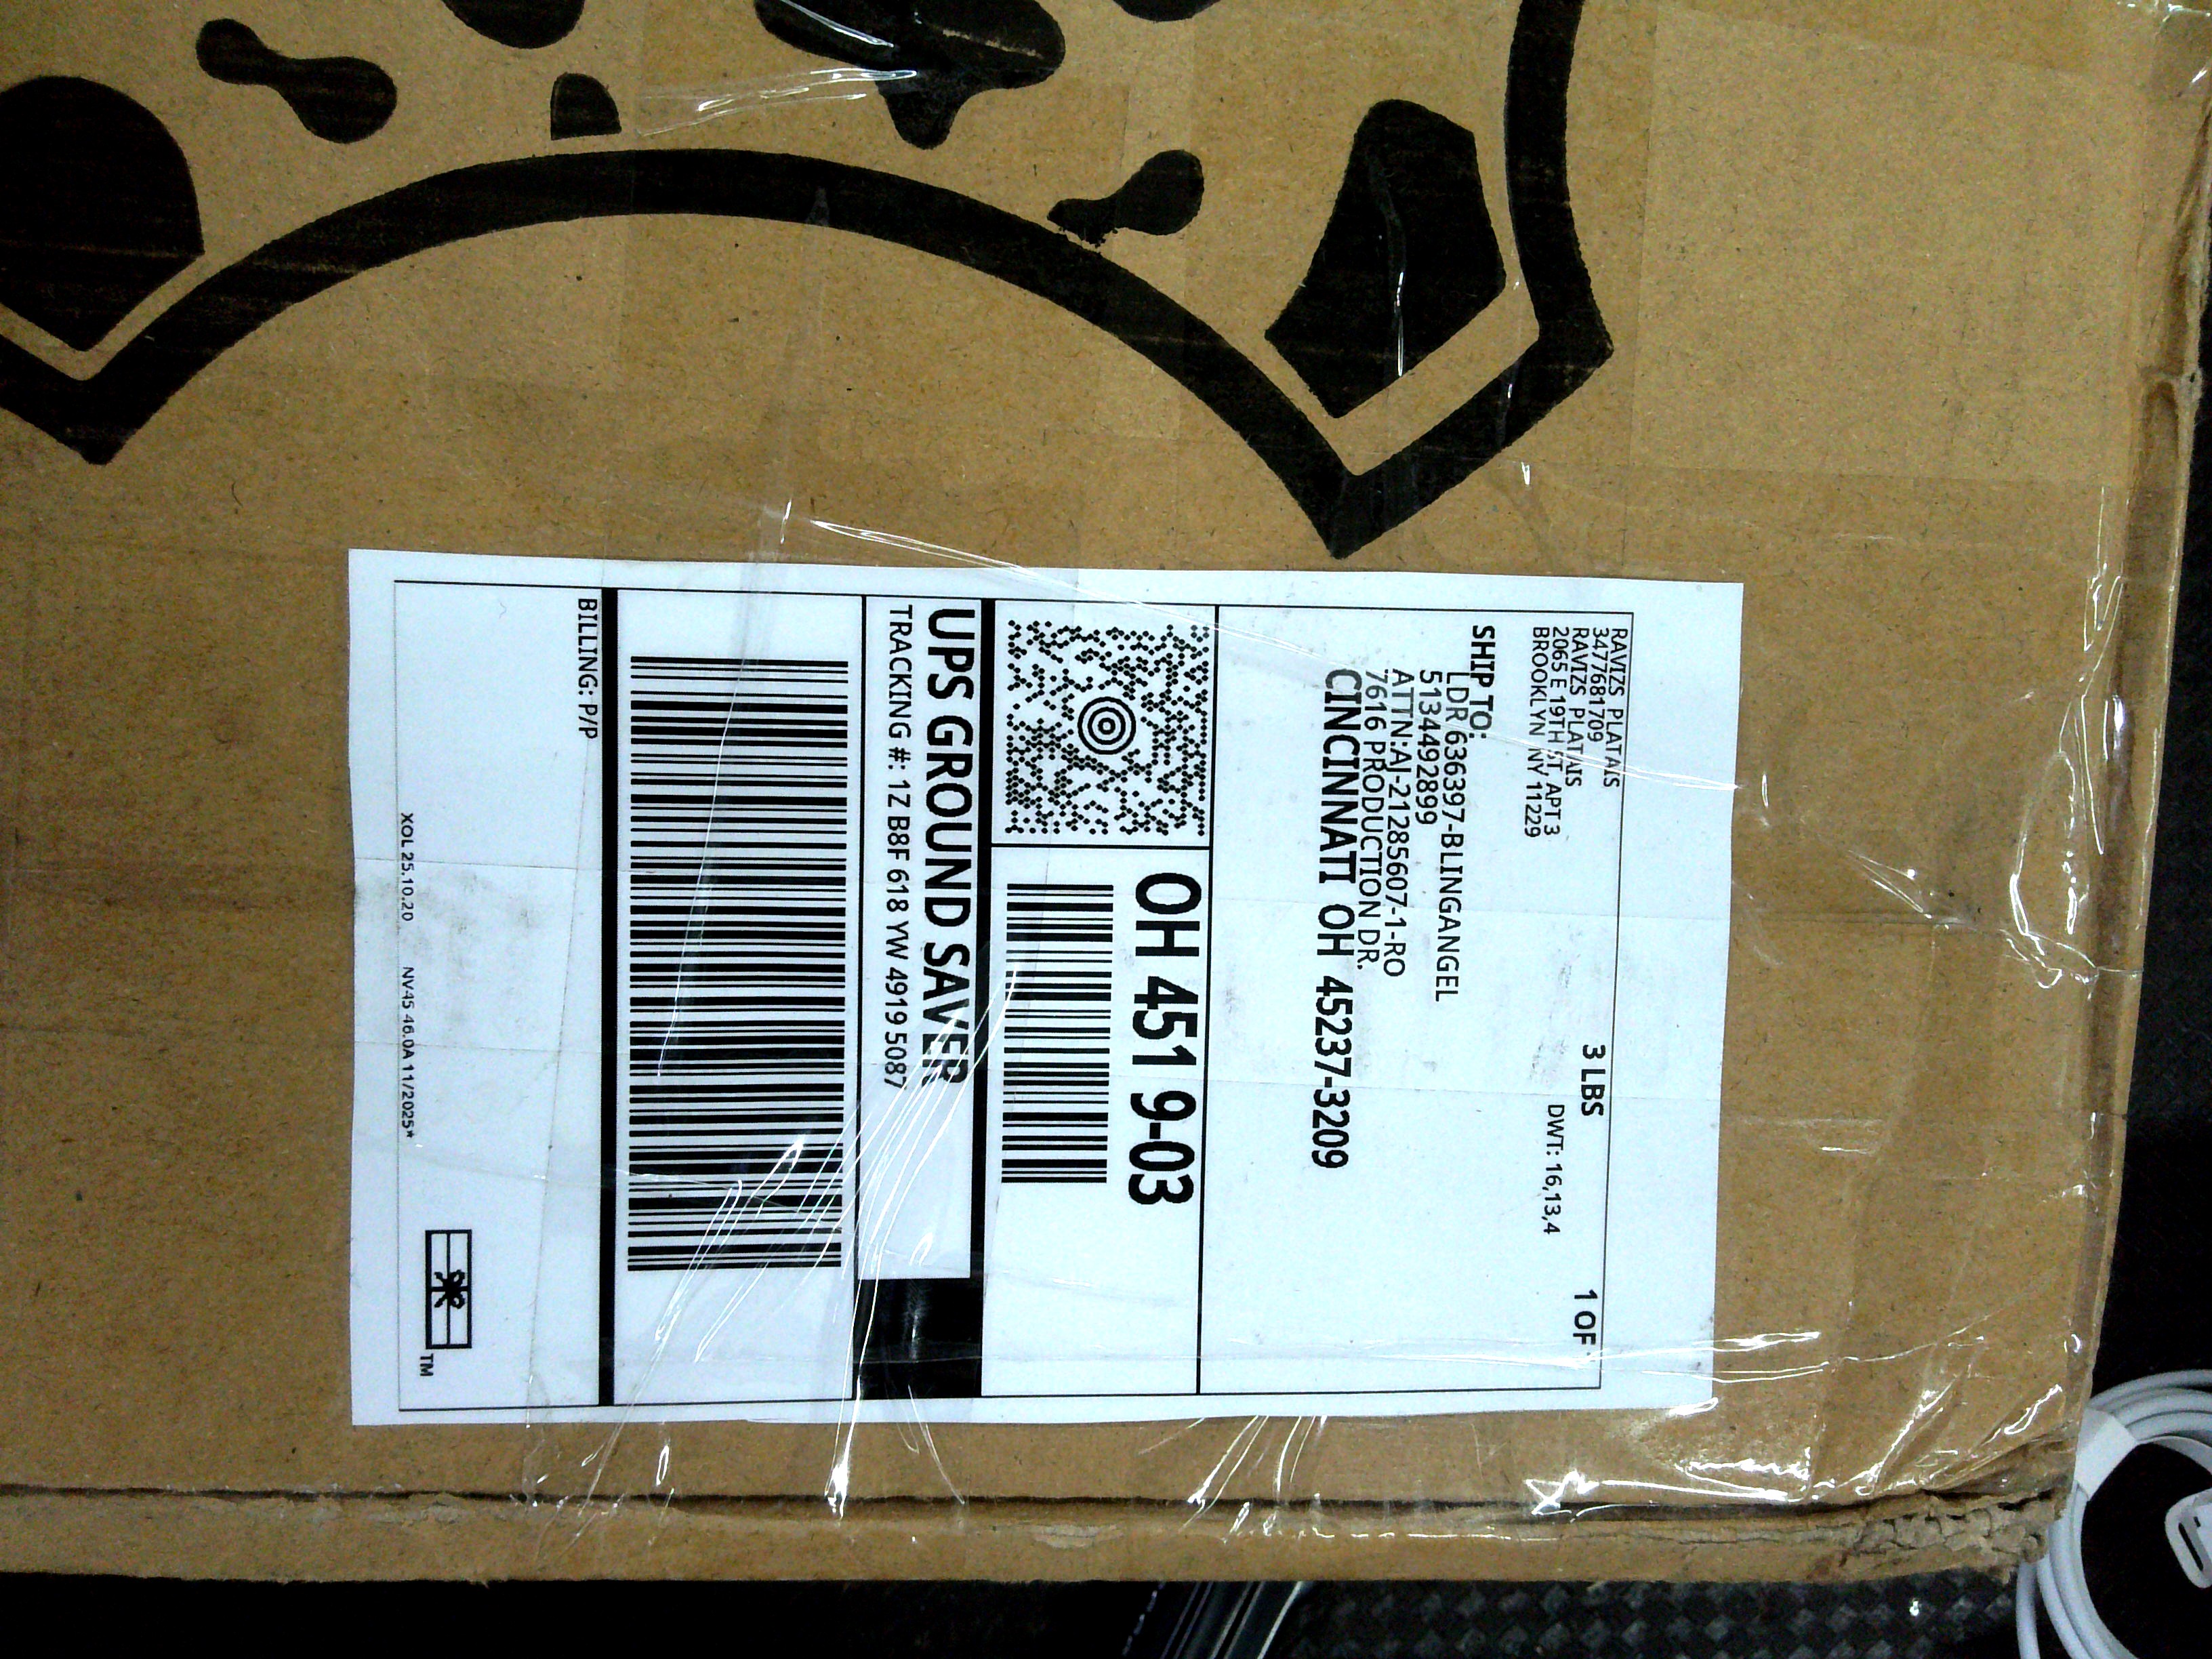 RAVIZS PLATAIS
3477681709
RAVIZS PLATAIS
2065 E 19TH ST APT 3
BROOKLYN NY 11229
3 LBS
1 OF
DWT: 16,13,4
SHIP TO:
LDR 636397-BLINGANGEL
5134492899
ATTN:AJ-21285607-1-RO
7616 PRODUCTION DR.
CINCINNATI OH 45237-3209
OH 451 9-03
UPS GROUND SAVER
TRACKING #: 1Z B8F 618 YW 4919 5087
BILLING: P/P
XOL 25.10.20 NV45 46.0A 11/2025*
TM